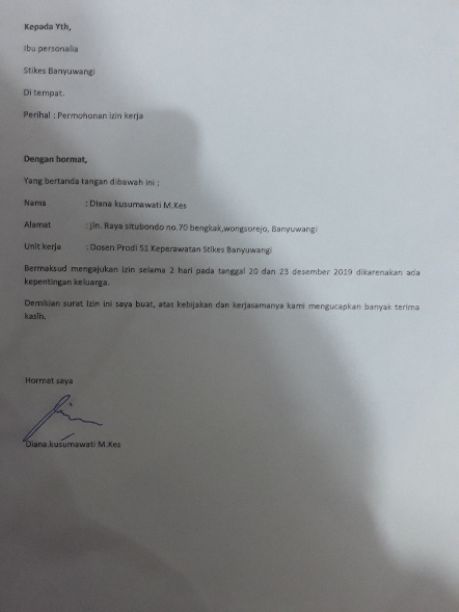 Kepada Yth,
Ibu personalia
Stikes Banyuwangi
Di tempat.
Perihal : Permohonan izin kerja
Dengan hormat,
Yang bertanda tangan dibawah ini :
Nama : Diana kusumawati M.Kes
Alamat : jln. Raya situbondo no.70 bengkak,wongsorejo, Banyuwangi
Unit kerja : Dosen Prodi S1 Keperawatan Stikes Banyuwangi
Bermaksud mengajukan izin selama 2 hari pada tanggal 20 dan 23 desember 2019 dikarenakan ada
kepentingan keluarga.
Demikian surat izin ini saya buat, atas kebijakan dan kerjasamanya kami mengucapkan banyak terima
kasih.
Hormat saya
Diana kusumawati M.Kes